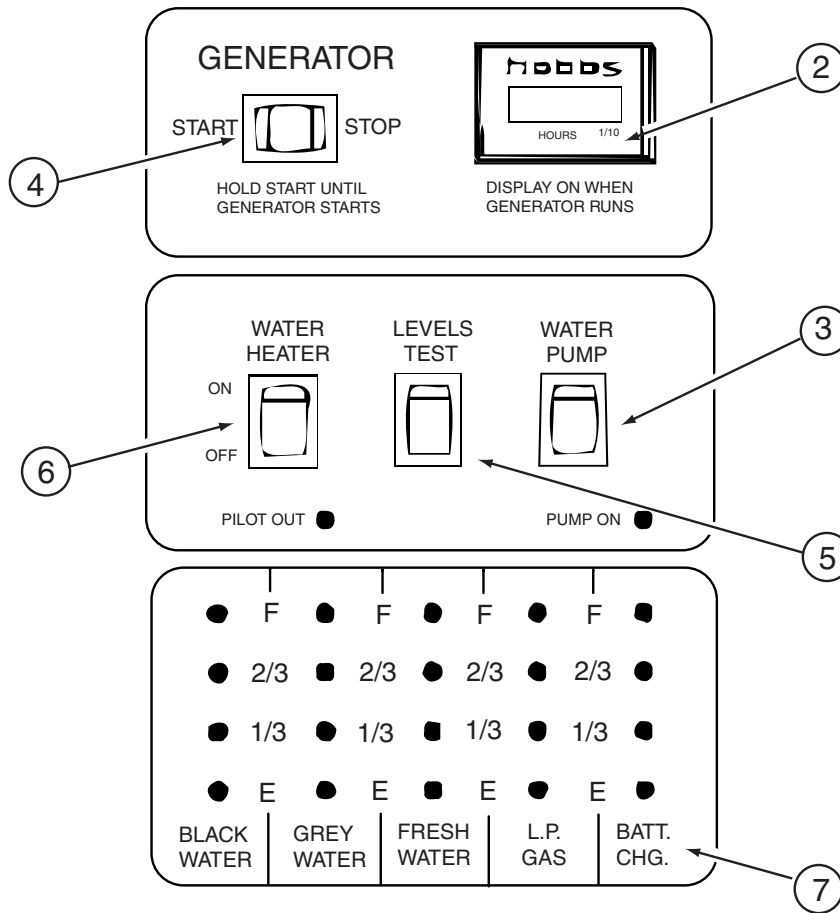 GENERATOR
hobbs
2
START
STOP
HOURS 1/10
4
HOLD START UNTIL
GENERATOR STARTS
DISPLAY ON WHEN
GENERATOR RUNS
WATER
HEATER
LEVELS
TEST
WATER
PUMP
3
ON
OFF
6
PILOT OUT
PUMP ON
5
F F F F
2/3 2/3 2/3 2/3
1/3 1/3 1/3 1/3
E E E E
BLACK
WATER
GREY
WATER
FRESH
WATER
L.P.
GAS
BATT.
CHG.
7